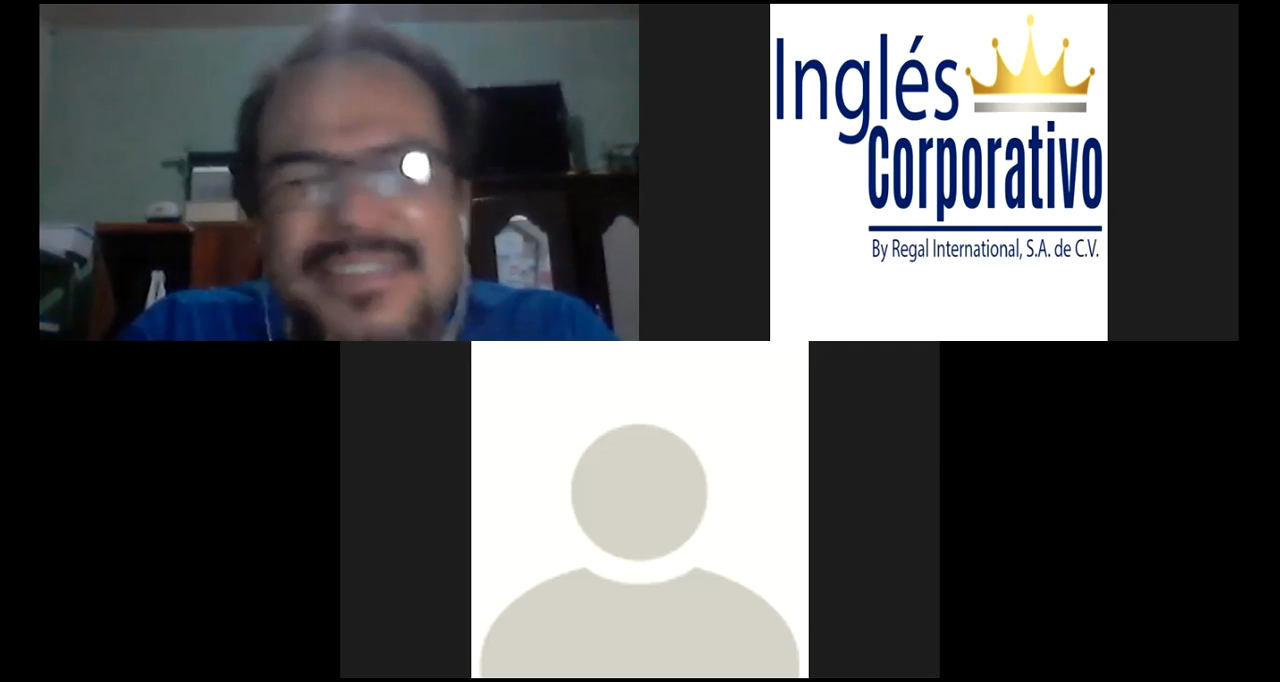 Inglés
Corporativo
By Regal International, S.A. de C.V.